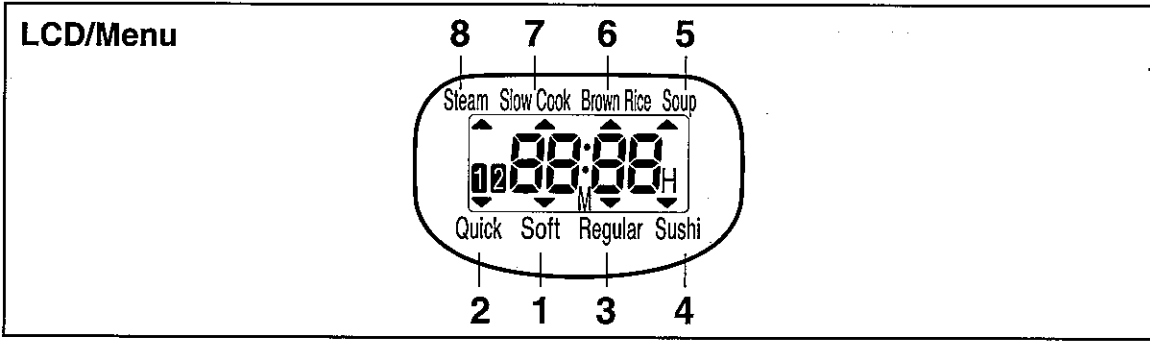 LCD/Menu
8 7 6 5
Steam Slow Cook Brown Rice Soup
1 2 88:88 H
M
Quick Soft Regular Sushi
2 1 3 4